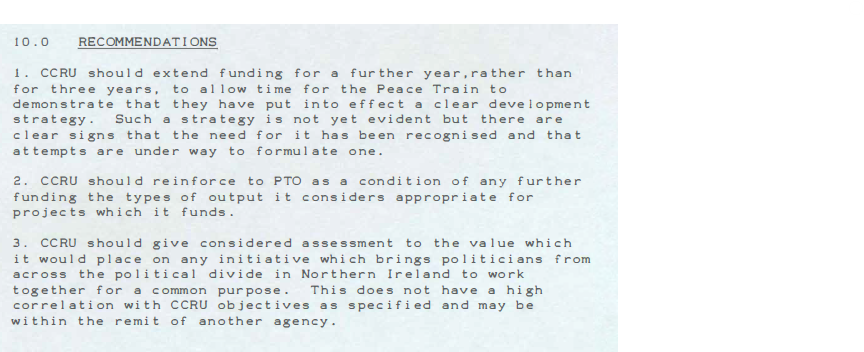 10.0 RECOMMENDATIONS
1. CCRU should extend funding for a further year,rather than
for three years, to allow time for the Peace Train to
demonstrate that they have put into effect a clear development
strategy. Such a strategy is not yet evident but there are
clear signs that the need for it has been recognised and that
attempts are under way to formulate one.
2. CCRU should reinforce to PTO as a condition of any further
funding the types of output it considers appropriate for
projects which it funds.
3. CCRU should give considered assessment to the value which
it would place on any initiative which brings politicians from
across the political divide in Northern Ireland to work
together for a common purpose. This does not have a high
correlation with CCRU objectives as specified and may be
within the remit of another agency.